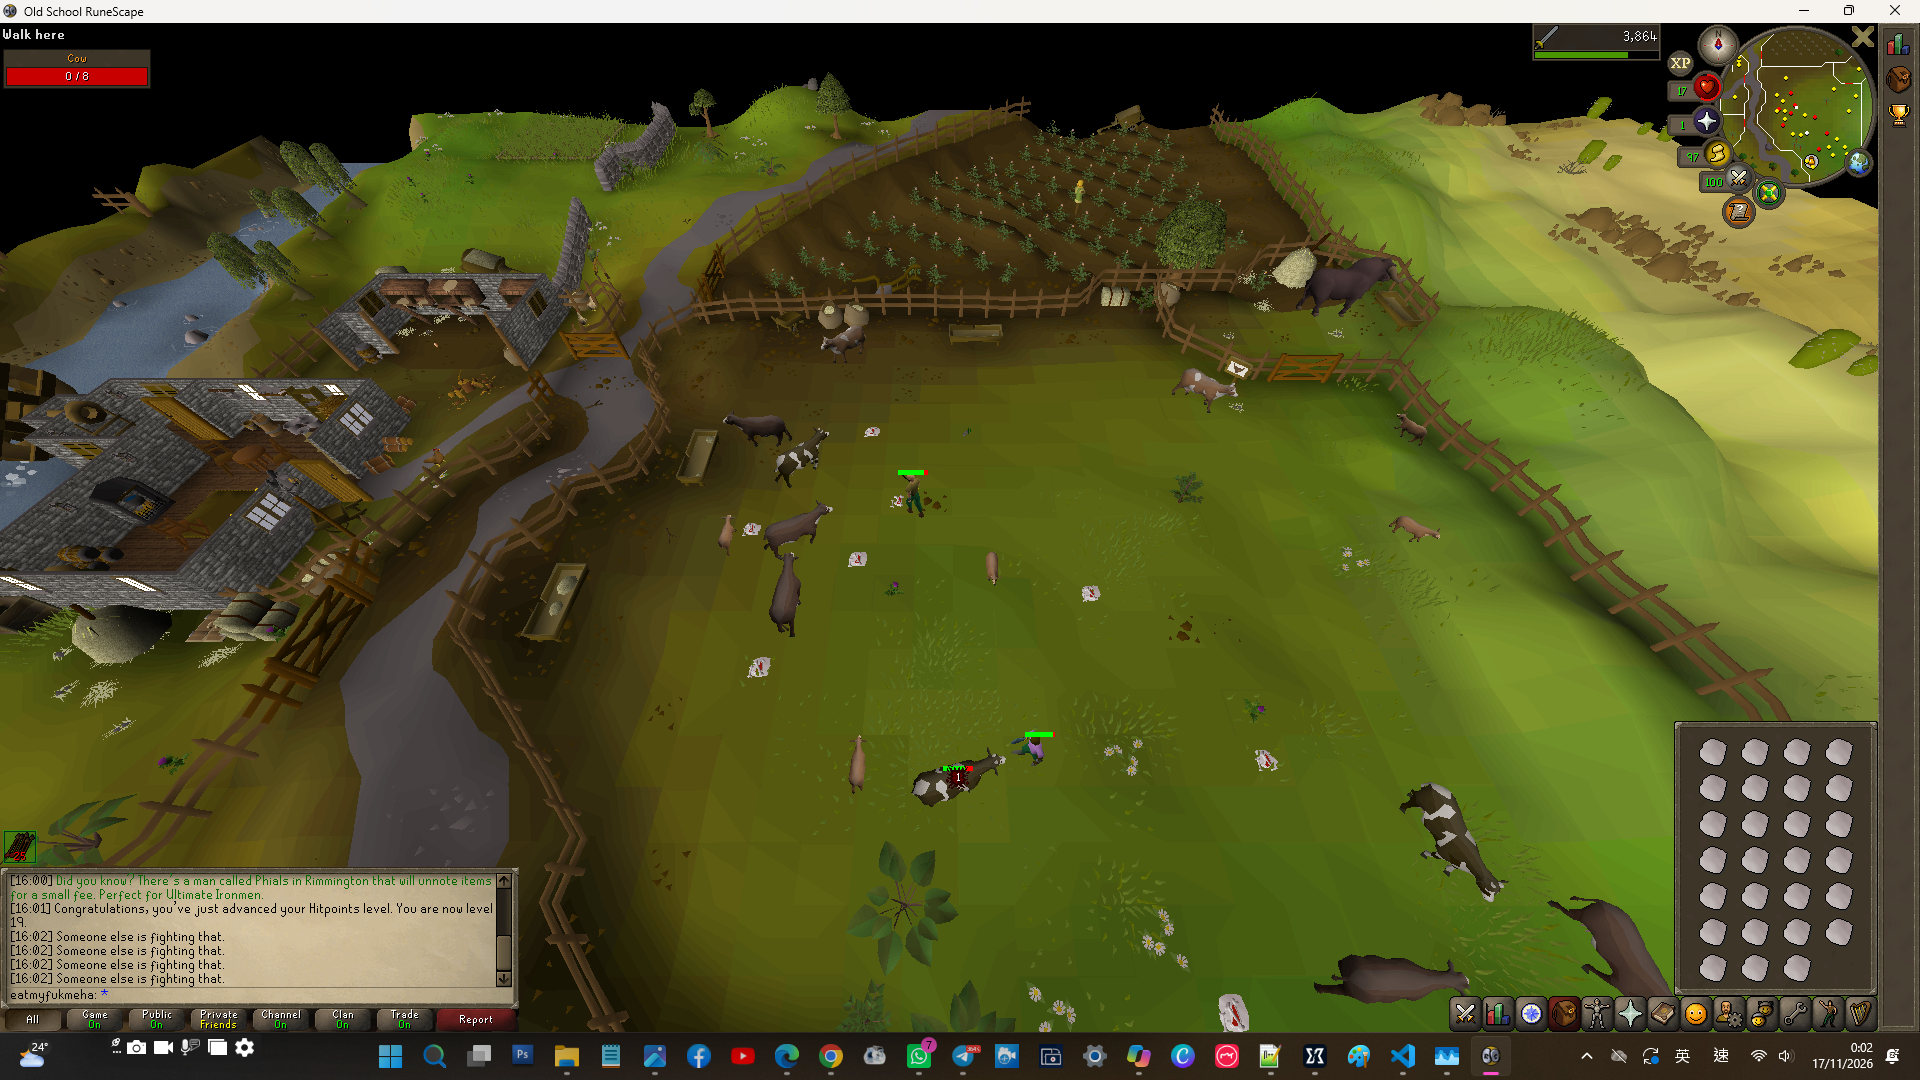 Old School RuneScape
Walk here
Cow
0 / 8
3,864
N
XP
17
1
97
100
1
23
[16:00] Did you know? There's a man called Phials in Rimmington that will unnote items
for a small fee. Perfect for Ultimate Ironmen.
[16:01] Congratulations, you've just advanced your Hitpoints level. You are now level
19.
[16:02] Someone else is fighting that.
[16:02] Someone else is fighting that.
[16:02] Someone else is fighting that.
[16:02] Someone else is fighting that.
eatmyfukmeha: *
All
Game
On
Public
On
Private
Friends
Channel
On
Clan
On
Trade
On
Report
24°
Ps
7
英
速
0:02
17/11/2026